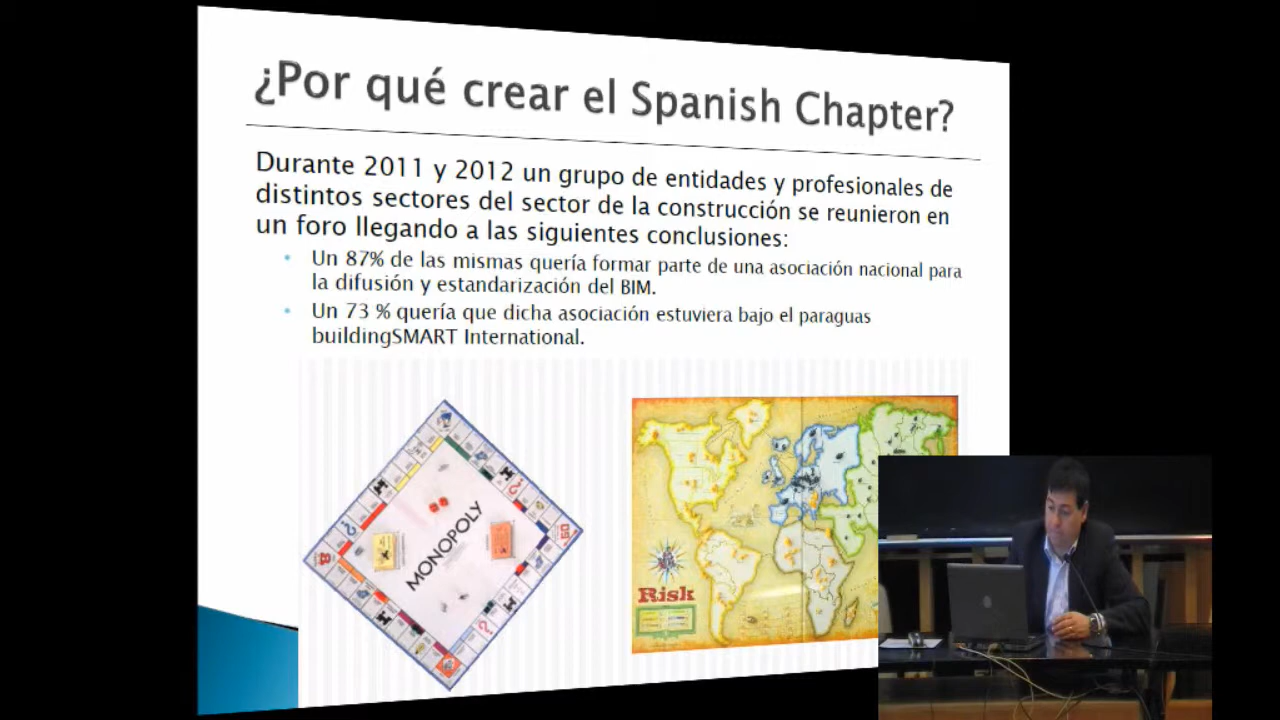 ¿Por qué crear el Spanish Chapter?
Durante 2011 y 2012 un grupo de entidades y profesionales de
distintos sectores del sector de la construcción se reunieron en
un foro llegando a las siguientes conclusiones:
Un 87% de las mismas quería formar parte de una asociación nacional para
la difusión y estandarización del BIM.
Un 73 % quería que dicha asociación estuviera bajo el paraguas
buildingSMART International.
MONOPOLY
Risk